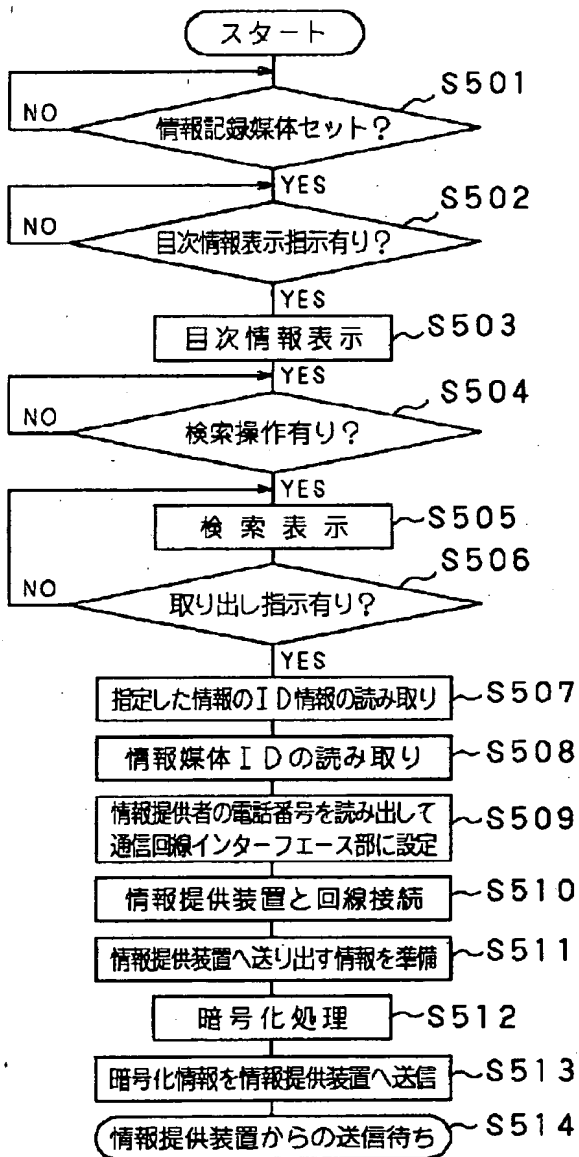 スタート
S501
NO
情報記録媒体セット?
YES
S502
NO
目次情報表示指示有り?
YES
目次情報表示
S503
YES
S504
NO
検索操作有り?
YES
検索表示
S505
S506
NO
取り出し指示有り?
YES
指定した情報のID情報の読み取り
S507
情報媒体IDの読み取り
S508
情報提供者の電話番号を読み出して
通信回線インターフェース部に設定
S509
情報提供装置と回線接続
S510
情報提供装置へ送り出す情報を準備
S511
暗号化処理
S512
暗号化情報を情報提供装置へ送信
S513
情報提供装置からの送信待ち
S514